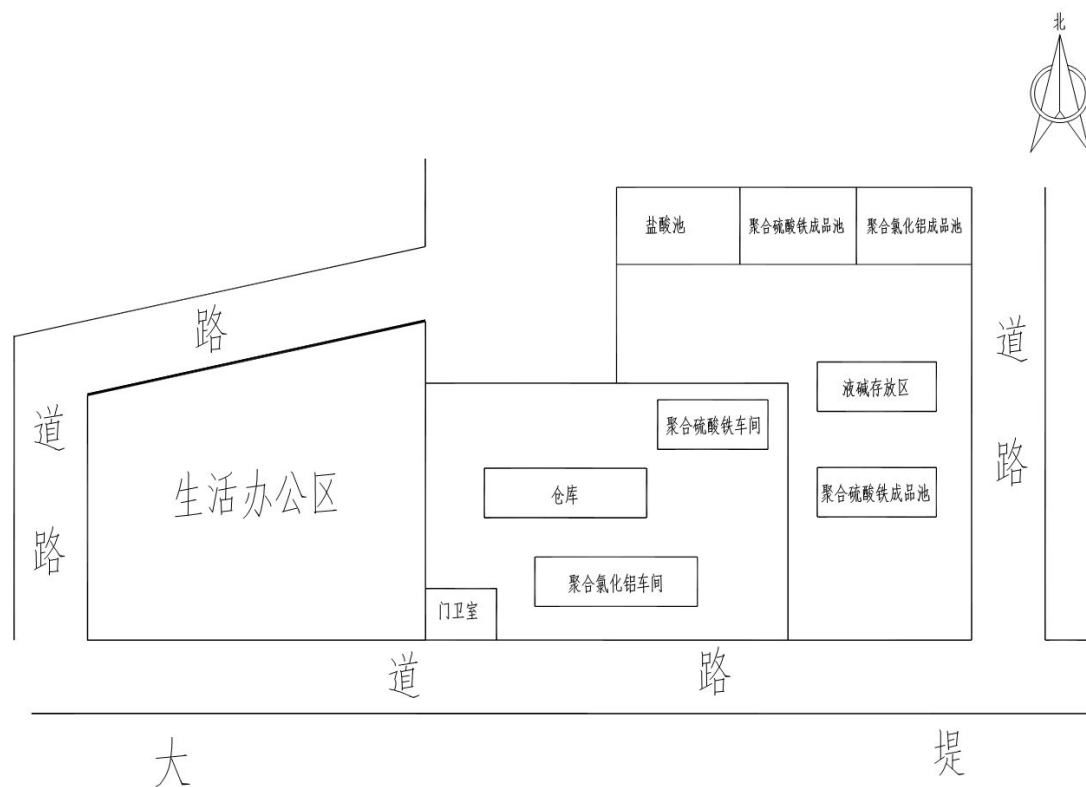 北
盐酸池
聚合硫酸铁成品池
聚合氯化铝成品池
路
道
路
道
路
液碱存放区
聚合硫酸铁车间
生活办公区
仓库
聚合硫酸铁成品池
聚合氯化铝车间
门卫室
道 路
大 堤